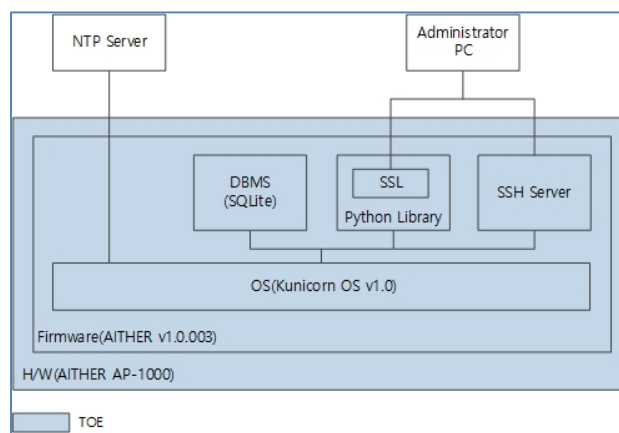 NTP Server
Administrator
PC
DBMS
(SQLite)
SSL
Python Library
SSH Server
OS(Kunicorn OS v1.0)
Firmware(AITHER v1.0.003)
H/W(AITHER AP-1000)
TOE